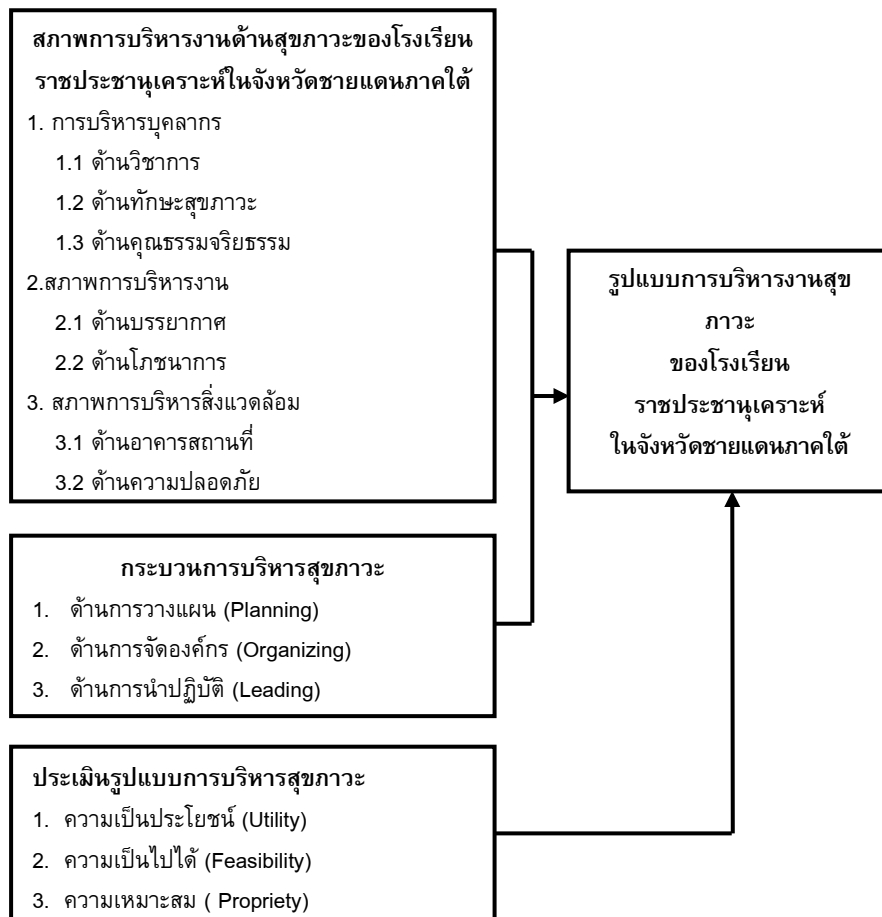 สภาพการบริหารงานด้านสุขภาวะของโรงเรียน
ราชประชานุเคราะห์ในจังหวัดชายแดนภาคใต้
1. การบริหารบุคลากร
1.1 ด้านวิชาการ
1.2 ด้านทักษะสุขภาวะ
1.3 ด้านคุณธรรมจริยธรรม
2.สภาพการบริหารงาน
2.1 ด้านบรรยากาศ
2.2 ด้านโภชนาการ
3. สภาพการบริหารสิ่งแวดล้อม
3.1 ด้านอาคารสถานที่
3.2 ด้านความปลอดภัย
รูปแบบการบริหารงานสุข
ภาวะ
ของโรงเรียน
ราชประชานุเคราะห์
ในจังหวัดชายแดนภาคใต้
กระบวนการบริหารสุขภาวะ
1. ด้านการวางแผน (Planning)
2. ด้านการจัดองค์กร (Organizing)
3. ด้านการนำปฏิบัติ (Leading)
ประเมินรูปแบบการบริหารสุขภาวะ
1. ความเป็นประโยชน์ (Utility)
2. ความเป็นไปได้ (Feasibility)
3. ความเหมาะสม ( Propriety)